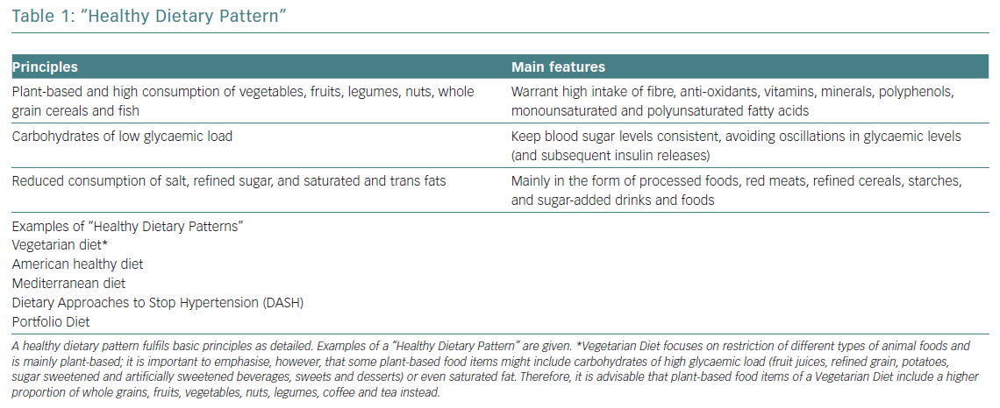 Table 1: “Healthy Dietary Pattern”
Principles
Main features
Plant-based and high consumption of vegetables, fruits, legumes, nuts, whole
grain cereals and fish
Warrant high intake of fibre, anti-oxidants, vitamins, minerals, polyphenols,
monounsaturated and polyunsaturated fatty acids
Carbohydrates of low glycaemic load
Keep blood sugar levels consistent, avoiding oscillations in glycaemic levels
(and subsequent insulin releases)
Reduced consumption of salt, refined sugar, and saturated and trans fats
Mainly in the form of processed foods, red meats, refined cereals, starches,
and sugar-added drinks and foods
Examples of “Healthy Dietary Patterns”
Vegetarian diet*
American healthy diet
Mediterranean diet
Dietary Approaches to Stop Hypertension (DASH)
Portfolio Diet
A healthy dietary pattern fulfils basic principles as detailed. Examples of a “Healthy Dietary Pattern” are given. *Vegetarian Diet focuses on restriction of different types of animal foods and
is mainly plant-based; it is important to emphasise, however, that some plant-based food items might include carbohydrates of high glycaemic load (fruit juices, refined grain, potatoes,
sugar sweetened and artificially sweetened beverages, sweets and desserts) or even saturated fat. Therefore, it is advisable that plant-based food items of a Vegetarian Diet include a higher
proportion of whole grains, fruits, vegetables, nuts, legumes, coffee and tea instead.